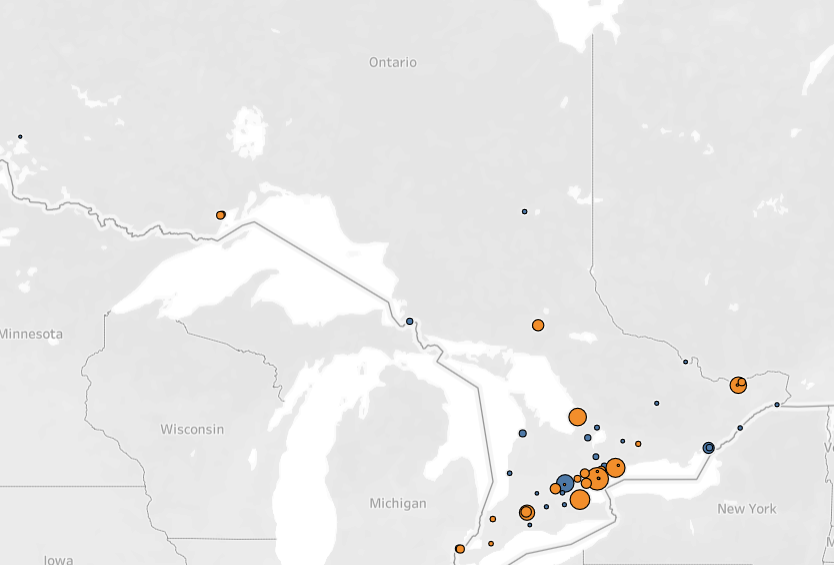 Ontario
Minnesota
Wisconsin
Michigan
New York
Iowa